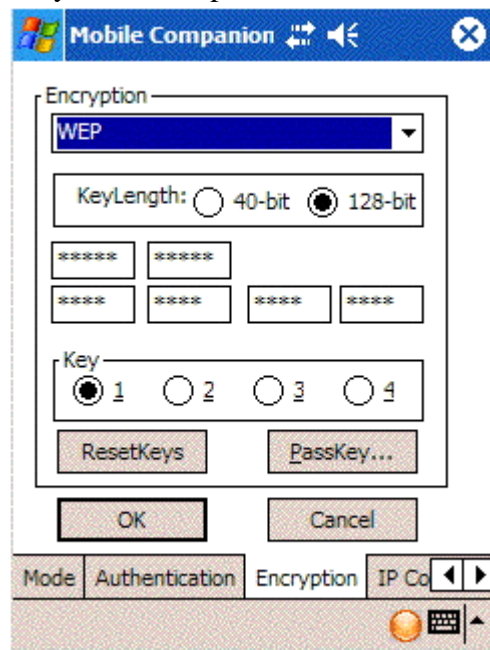 Mobile Companion
Encryption
WEP
KeyLength: 40-bit 128-bit
***** *****
**** **** **** ****
Key
1 2 3 4
ResetKeys PassKey...
OK Cancel
Mode Authentication Encryption IP Co